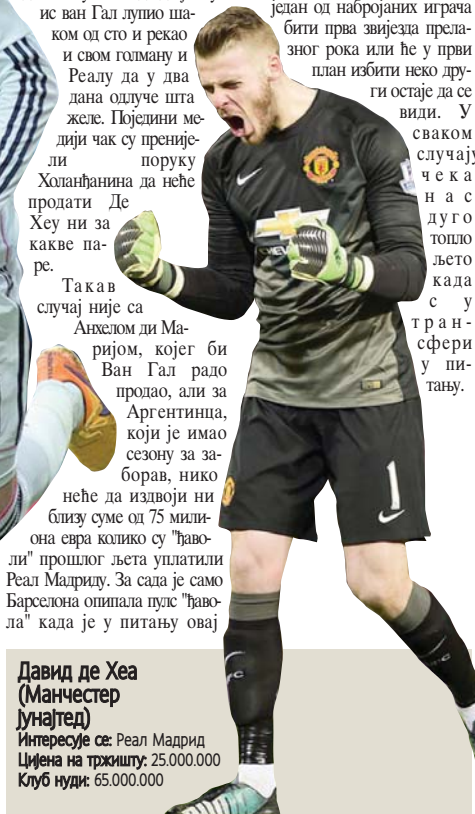 ис ван Гал лупио ша-
ком од сто и рекао
и свом голману и
Реалу да у два
дана одлуче шта
желе. Поједини ме-
дији чак су преније-
ли поруку
Холанђанина да неће
продати Де
Хеу ни за
какве па-
ре.
Такав
случај није са
Анхелом ди Ма-
ријом, којег би
Ван Гал радо
продао, али за
Аргентинца,
који је имао
сезону за за-
борав, нико
неће да издвоји ни
близу суме од 75 мили-
она евра колико су "ђаво-
ли" прошлог љета уплатили
Реал Мадриду. За сада је само
Барселона опипала пулс "ђаво-
ла" када је у питању овај
један од набројаних играча
бити прва звијезда прела-
зног рока или ће у први
план избити неко дру-
ги остаје да се
види. У
сваком
случају
чека
нас
дуго
топло
љето
када
су
тран-
сфери
у пи-
тању.
1
Давид де Хеа
(Манчестер
јунајтед)
Интересује се: Реал Мадрид
Цијена на тржишту: 25.000.000
Клуб нуди: 65.000.000